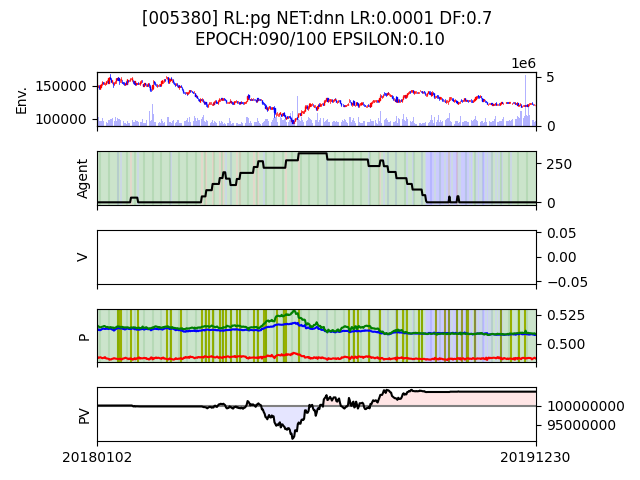 [005380] RL:pg NET:dnn LR:0.0001 DF:0.7
EPOCH:090/100 EPSILON:0.10
1e6
Env.
150000
100000
5
0
Agent
250
0
V
0.05
0.00
−0.05
P
0.525
0.500
PV
100000000
95000000
20180102
20191230